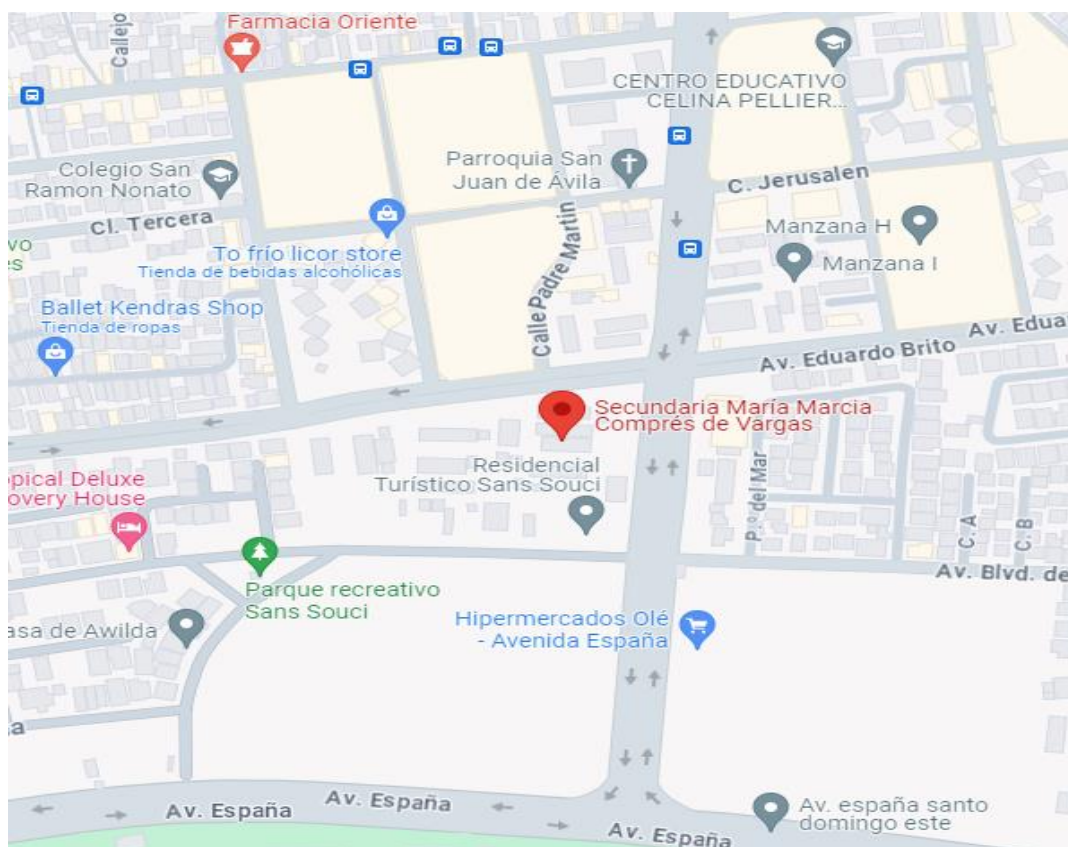 Farmacia Oriente
Callejo
CENTRO EDUCATIVO
CELINA PELLIER...
Colegio San
Ramon Nonato
Parroquia San
Juan de Ávila
C. Jerusalen
Cl. Tercera
Manzana H
To frío licor store
Tienda de bebidas alcohólicas
Manzana I
vo
es
Calle Padre Martin
Ballet Kendras Shop
Tienda de ropas
Av. Eduardo Brito
Av. Edua
Secundaria María Marcia
Comprés de Vargas
Residencial
Turístico Sans Souci
opical Deluxe
overy House
P.º del Mar
C. A
C. B
Av. Blvd. de
Parque recreativo
Sans Souci
asa de Awilda
Hipermercados Olé
- Avenida España
a
Av. España
Av. España
Av. España
Av. españa santo
domingo este